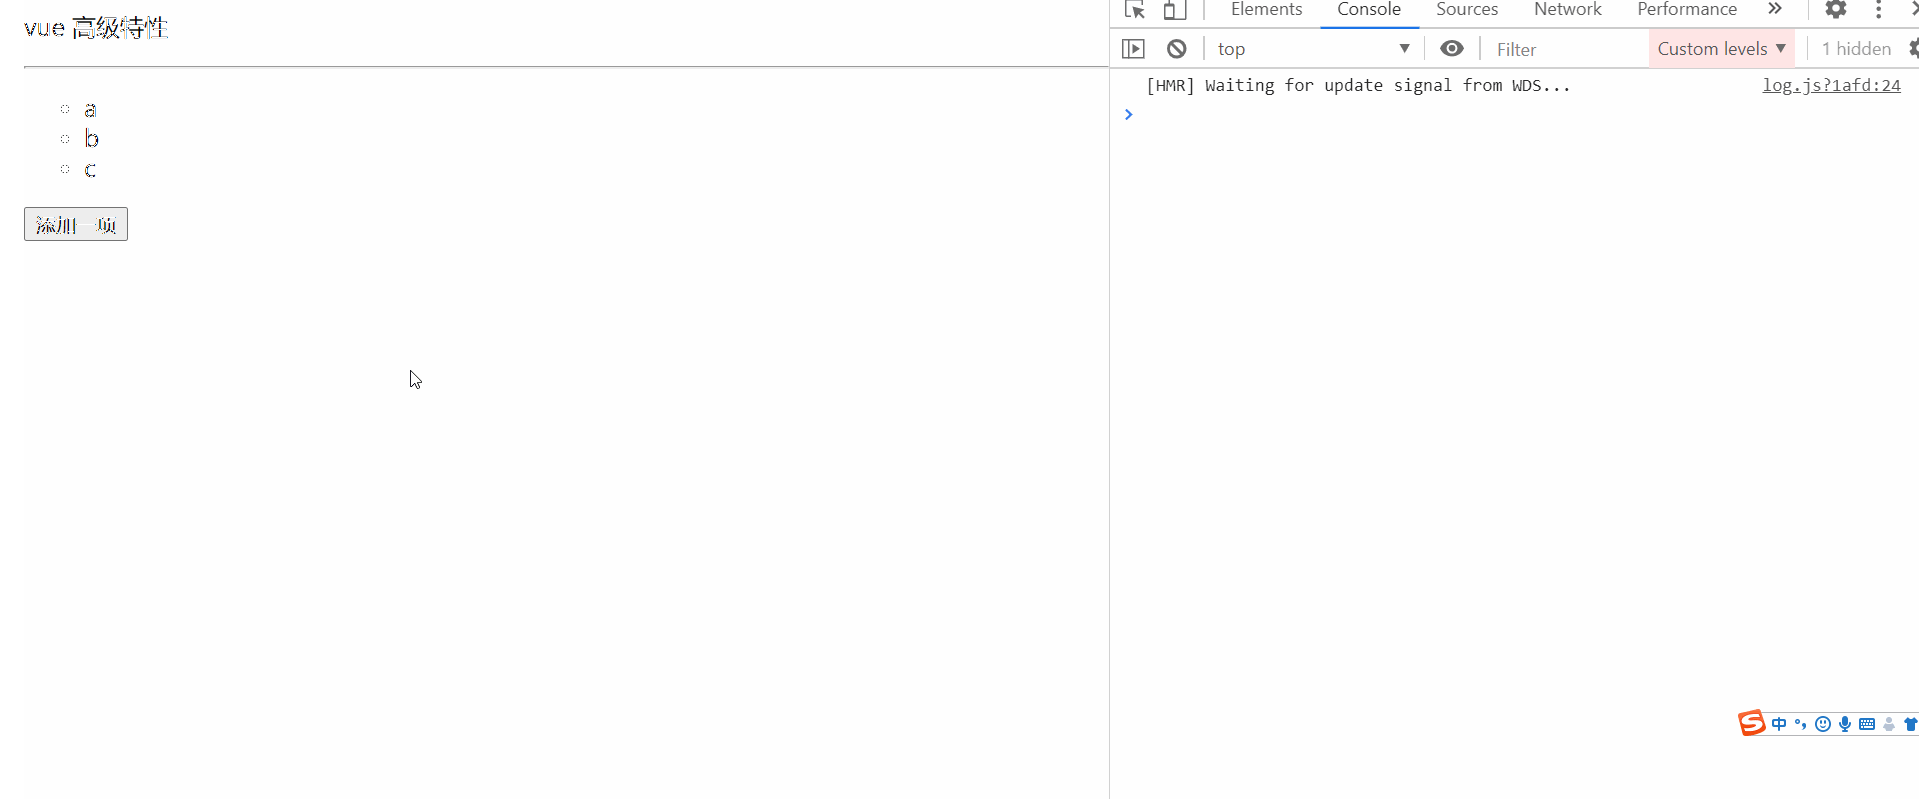 vue 高级特性
a
b
c
添加一项
Elements Console Sources Network Performance
top Filter Custom levels 1 hidden
[HMR] Waiting for update signal from WDS... log.js?1afd:24
中